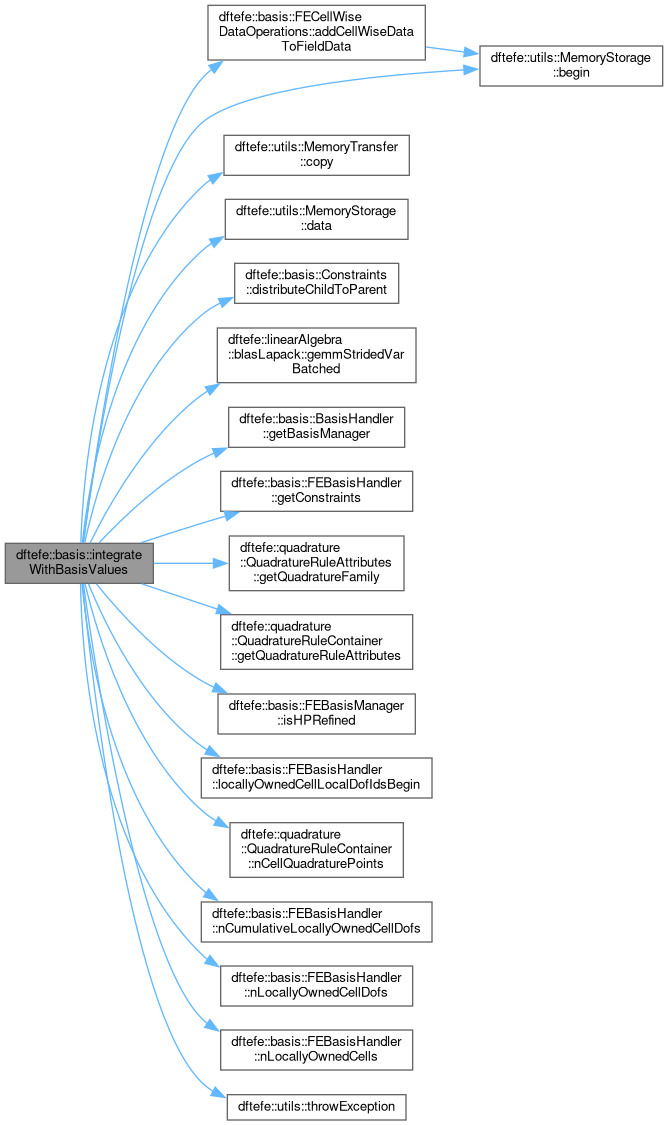 dftefe::basis::FECellWise
DataOperations::addCellWiseData
ToFieldData
dftefe::utils::MemoryStorage
::begin
dftefe::utils::MemoryTransfer
::copy
dftefe::utils::MemoryStorage
::data
dftefe::basis::Constraints
::distributeChildToParent
dftefe::linearAlgebra
::blasLapack::gemmStridedVar
Batched
dftefe::basis::BasisHandler
::getBasisManager
dftefe::basis::FEBasisHandler
::getConstraints
dftefe::basis::integrate
WithBasisValues
dftefe::quadrature
::QuadratureRuleAttributes
::getQuadratureFamily
dftefe::quadrature
::QuadratureRuleContainer
::getQuadratureRuleAttributes
dftefe::basis::FEBasisManager
::isHPRefined
dftefe::basis::FEBasisHandler
::locallyOwnedCellLocalDofIdsBegin
dftefe::quadrature
::QuadratureRuleContainer
::nCellQuadraturePoints
dftefe::basis::FEBasisHandler
::nCumulativeLocallyOwnedCellDofs
dftefe::basis::FEBasisHandler
::nLocallyOwnedCellDofs
dftefe::basis::FEBasisHandler
::nLocallyOwnedCells
dftefe::utils::throwException